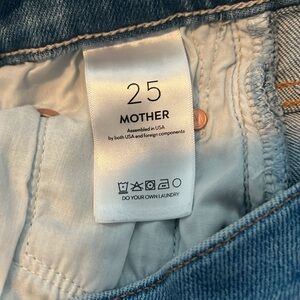 25
MOTHER
Assembled in USA
by both USA and foreign components
DO YOUR OWN LAUNDRY